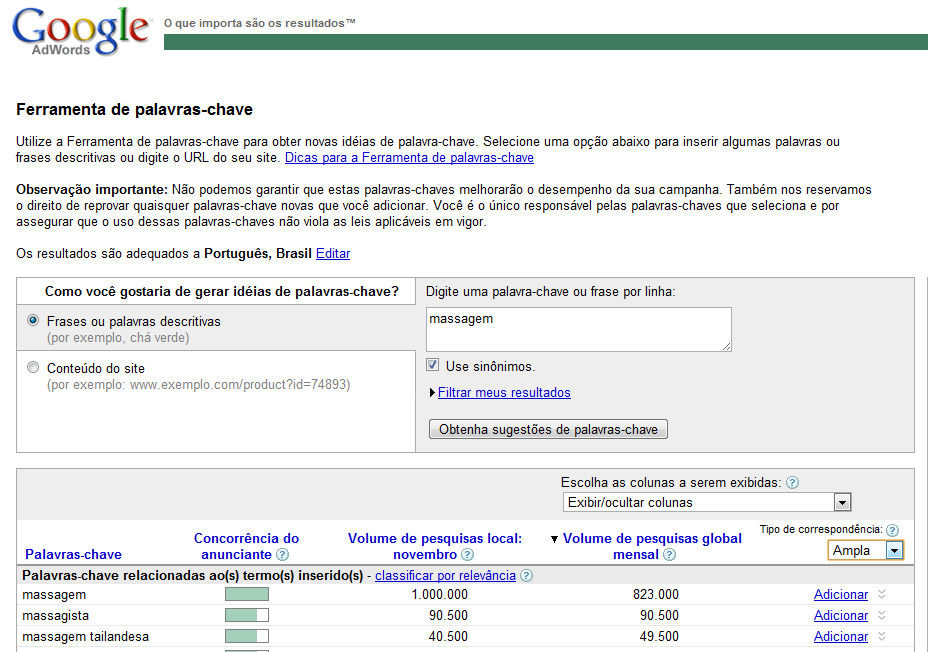 Google
AdWords
O que importa são os resultados™
Ferramenta de palavras-chave
Utilize a Ferramenta de palavras-chave para obter novas idéias de palavra-chave. Selecione uma opção abaixo para inserir algumas palavras ou
frases descritivas ou digite o URL do seu site. Dicas para a Ferramenta de palavras-chave
Observação importante: Não podemos garantir que estas palavras-chaves melhorarão o desempenho da sua campanha. Também nos reservamos
o direito de reprovar quaisquer palavras-chave novas que você adicionar. Você é o único responsável pelas palavras-chaves que seleciona e por
assegurar que o uso dessas palavras-chaves não viola as leis aplicáveis em vigor.
Os resultados são adequados a Português, Brasil Editar
Como você gostaria de gerar idéias de palavras-chave?
Frases ou palavras descritivas
(por exemplo, chá verde)
Conteúdo do site
(por exemplo: www.exemplo.com/product?id=74893)
Digite uma palavra-chave ou frase por linha:
massagem
Use sinônimos.
Filtrar meus resultados
Obtenha sugestões de palavras-chave
Escolha as colunas a serem exibidas: ?
Exibir/ocultar colunas
Palavras-chave
Concorrência do
anunciante ?
Volume de pesquisas local:
novembro ?
▼ Volume de pesquisas global
mensal ?
Tipo de correspondência: ?
Ampla
Palavras-chave relacionadas ao(s) termo(s) inserido(s) - classificar por relevância ?
massagem 1.000.000 823.000 Adicionar
massagista 90.500 90.500 Adicionar
massagem tailandesa 40.500 49.500 Adicionar